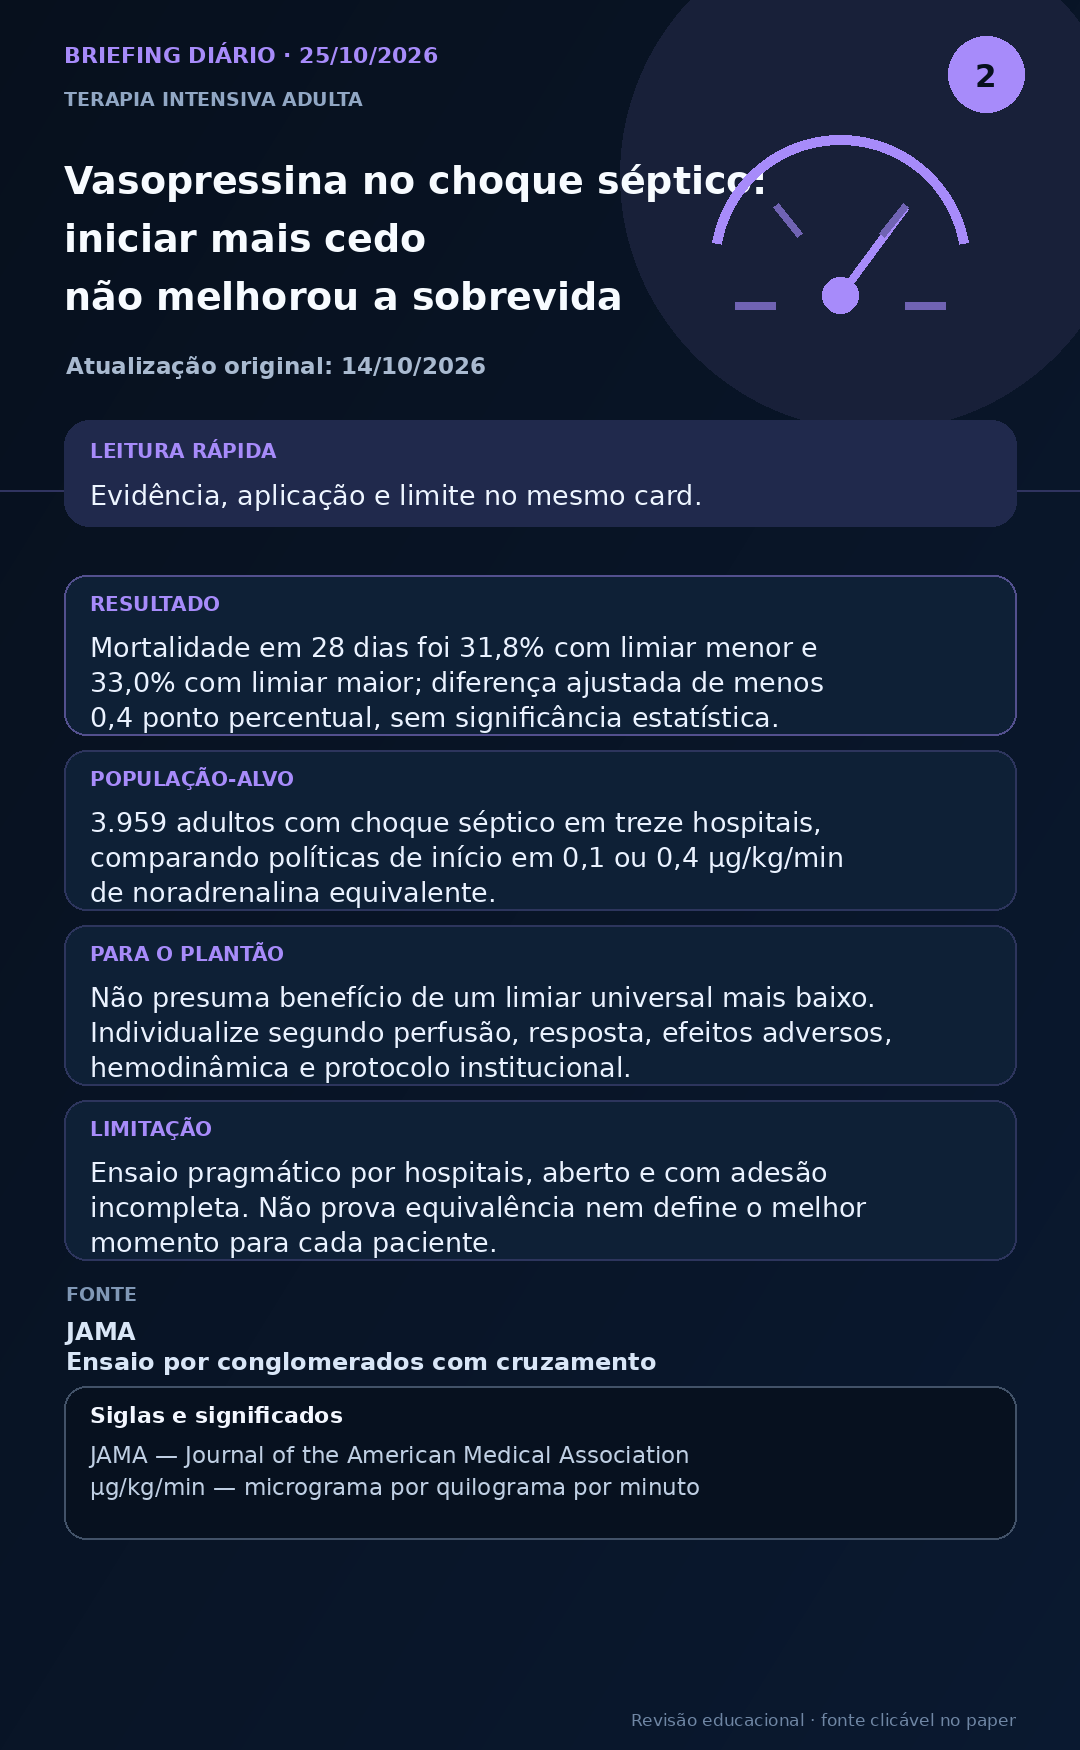 BRIEFING DIÁRIO · 25/10/2026
2
TERAPIA INTENSIVA ADULTA
Vasopressina no choque séptico:
iniciar mais cedo
não melhorou a sobrevida
Atualização original: 14/10/2026
LEITURA RÁPIDA
Evidência, aplicação e limite no mesmo card.
RESULTADO
Mortalidade em 28 dias foi 31,8% com limiar menor e
33,0% com limiar maior; diferença ajustada de menos
0,4 ponto percentual, sem significância estatística.
POPULAÇÃO-ALVO
3.959 adultos com choque séptico em treze hospitais,
comparando políticas de início em 0,1 ou 0,4 µg/kg/min
de noradrenalina equivalente.
PARA O PLANTÃO
Não presuma benefício de um limiar universal mais baixo.
Individualize segundo perfusão, resposta, efeitos adversos,
hemodinâmica e protocolo institucional.
LIMITAÇÃO
Ensaio pragmático por hospitais, aberto e com adesão
incompleta. Não prova equivalência nem define o melhor
momento para cada paciente.
FONTE
JAMA
Ensaio por conglomerados com cruzamento
Siglas e significados
JAMA — Journal of the American Medical Association
µg/kg/min — micrograma por quilograma por minuto
Revisão educacional · fonte clicável no paper